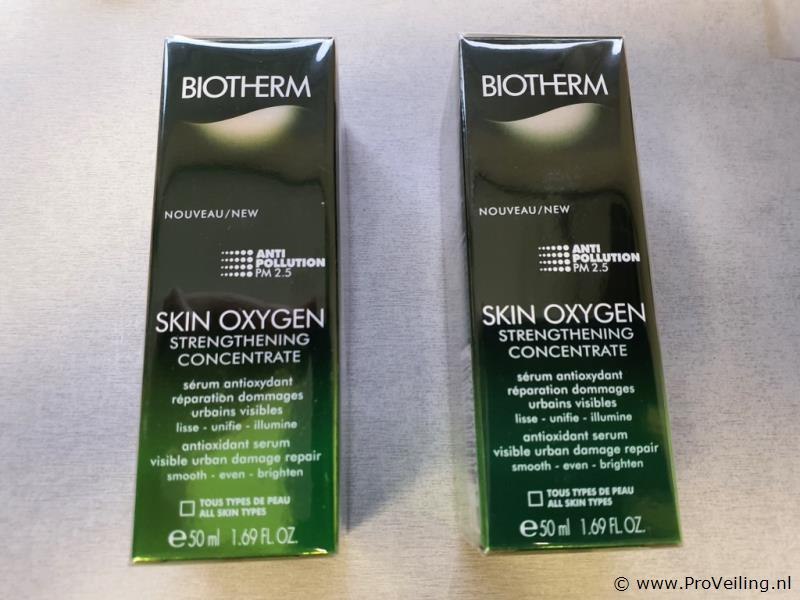 BIOTHERM
NOUVEAU/NEW
ANTI
POLLUTION
PM 2.5
SKIN OXYGEN
STRENGTHENING
CONCENTRATE
sérum antioxydant
réparation dommages
urbains visibles
lisse - unifie - illumine
antioxidant serum
visible urban damage repair
smooth - even - brighten
TOUS TYPES DE PEAU
ALL SKIN TYPES
e 50 ml 1.69 FL.OZ.
BIOTHERM
NOUVEAU/NEW
ANTI
POLLUTION
PM 2.5
SKIN OXYGEN
STRENGTHENING
CONCENTRATE
sérum antioxydant
réparation dommages
urbains visibles
lisse - unifie - illumine
antioxidant serum
visible urban damage repair
smooth - even - brighten
TOUS TYPES DE PEAU
ALL SKIN TYPES
e 50 ml 1.69 FL.OZ.
© www.ProVeiling.nl